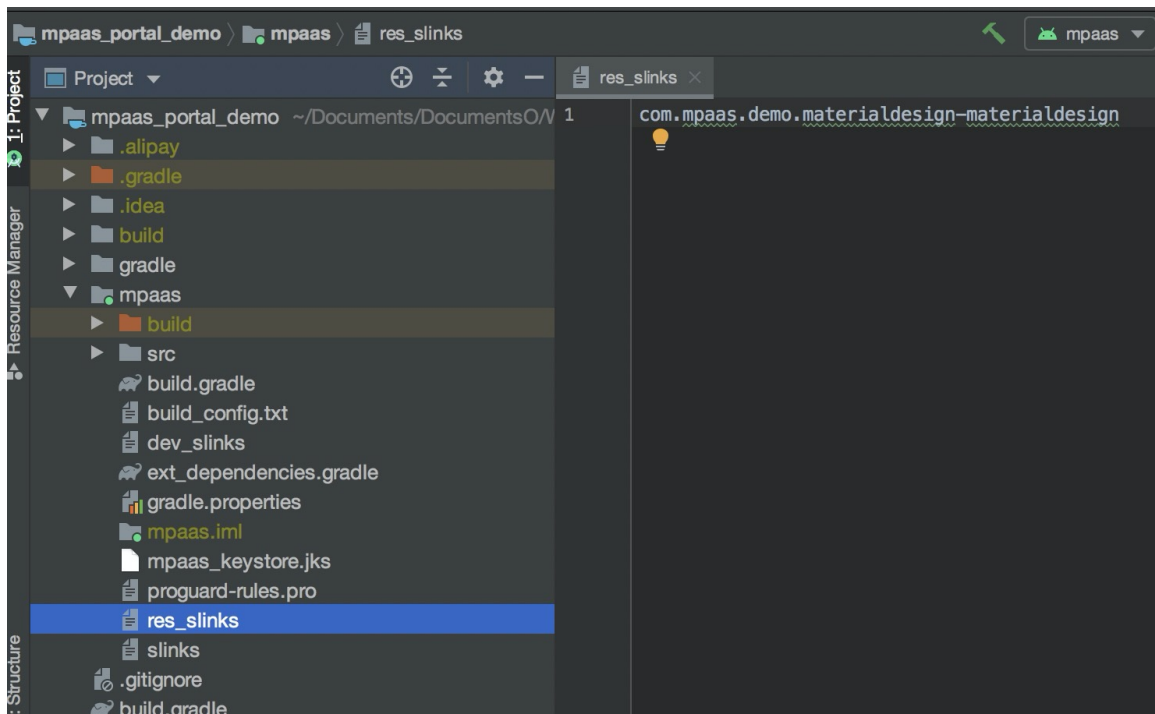 mpaas_portal_demo mpaas res_slinks mpaas
1: Project
Resource Manager
Structure
Project
mpaas_portal_demo ~/Documents/DocumentsO/
.alipay
.gradle
.idea
build
gradle
mpaas
build
src
build.gradle
build_config.txt
dev_slinks
ext_dependencies.gradle
gradle.properties
mpaas.iml
mpaas_keystore.jks
proguard-rules.pro
res_slinks
slinks
.gitignore
build.gradle
res_slinks
1 com.mpaas.demo.materialdesign-materialdesign